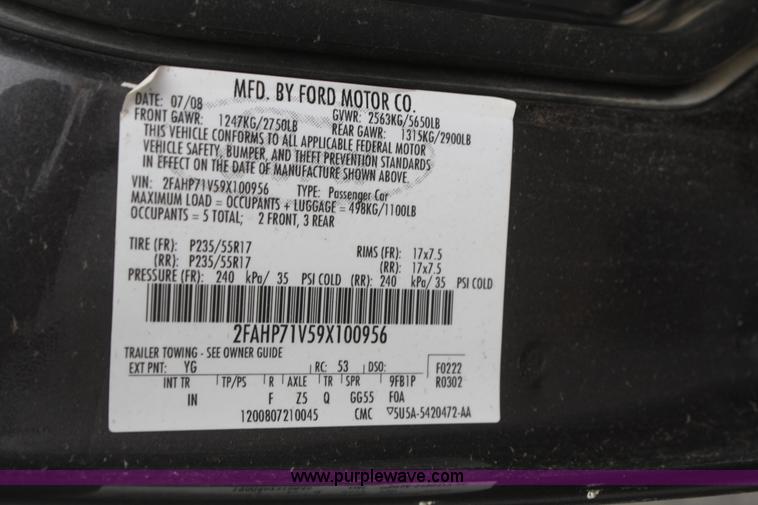 MFD. BY FORD MOTOR CO.
DATE: 07/08 GVWR: 2563KG/5650LB
FRONT GAWR: 1247KG/2750LB REAR GAWR: 1315KG/2900LB
THIS VEHICLE CONFORMS TO ALL APPLICABLE FEDERAL MOTOR
VEHICLE SAFETY, BUMPER, AND THEFT PREVENTION STANDARDS
IN EFFECT ON THE DATE OF MANUFACTURE SHOWN ABOVE.
VIN: 2FAHP71V59X100956 TYPE: Passenger Car
MAXIMUM LOAD = OCCUPANTS + LUGGAGE = 498KG/1100LB
OCCUPANTS = 5 TOTAL; 2 FRONT, 3 REAR
TIRE (FR): P235/55R17 RIMS (FR): 17x7.5
(RR): P235/55R17 (RR): 17x7.5
PRESSURE (FR): 240 kPa/ 35 PSI COLD (RR): 240 kPa/ 35 PSI COLD
2FAHP71V59X100956
TRAILER TOWING - SEE OWNER GUIDE
EXT PNT: YG RC: 53 DSO: F0222
INT TR TP/PS R AXLE TR SPR 9FB1P R0302
IN F Z5 Q GG55 F0A
1200807210045 CMC ▽5U5A-5420472-AA
www.purplewave.com